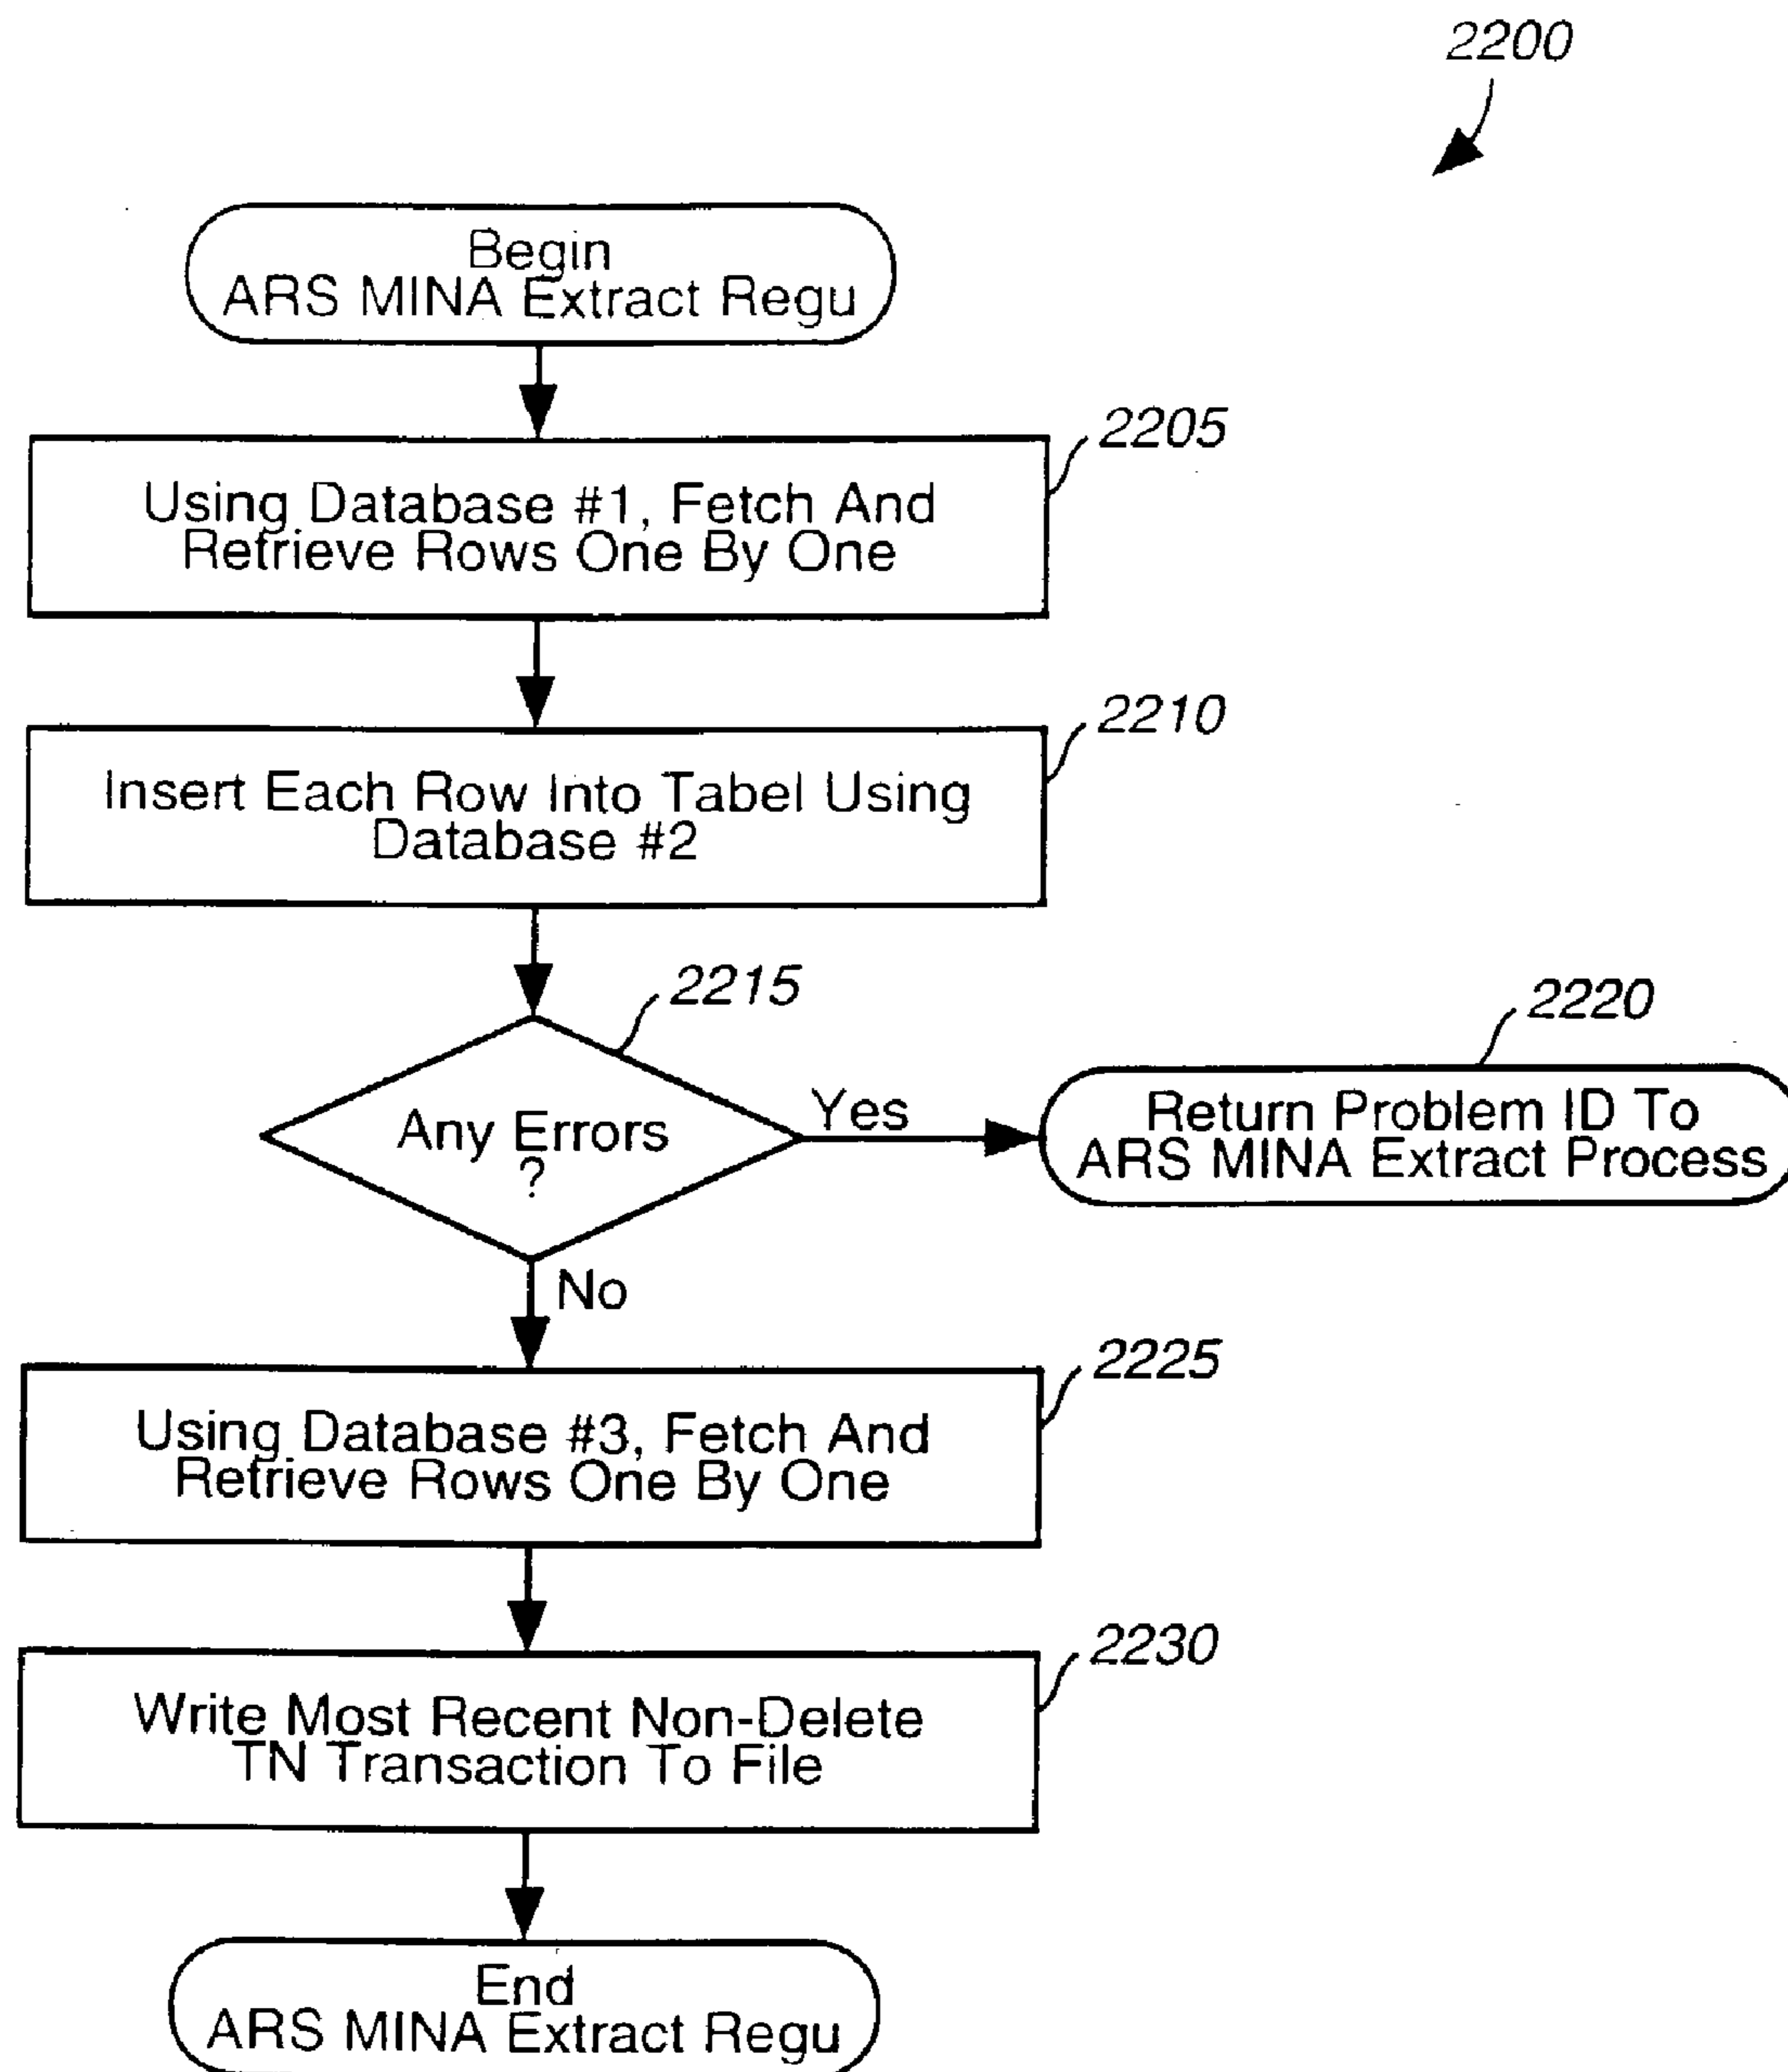 2200
Begin
ARS MINA Extract Regu
2205
Using Database #1, Fetch And
Retrieve Rows One By One
2210
Insert Each Row Into Tabel Using
Database #2
2215
Any Errors
?
Yes
2220
Return Problem ID To
ARS MINA Extract Process
No
2225
Using Database #3, Fetch And
Retrieve Rows One By One
2230
Write Most Recent Non-Delete
TN Transaction To File
End
ARS MINA Extract Regu